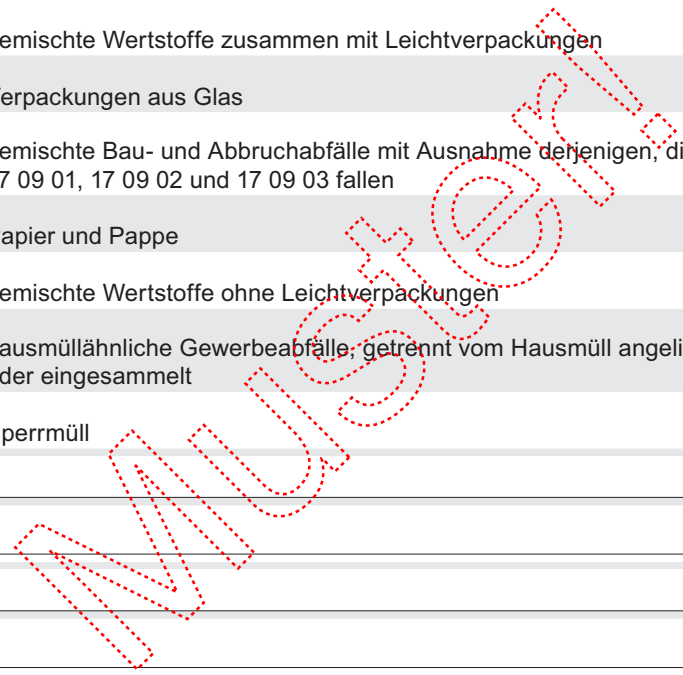 emischte Wertstoffe zusammen mit Leichtverpackungen
erpackungen aus Glas
emischte Bau- und Abbruchabfälle mit Ausnahme derjenigen, di
7 09 01, 17 09 02 und 17 09 03 fallen
apier und Pappe
emischte Wertstoffe ohne Leichtverpackungen
ausmüllähnliche Gewerbeabfälle, getrennt vom Hausmüll angeli
der eingesammelt
perrmüll
Muster!